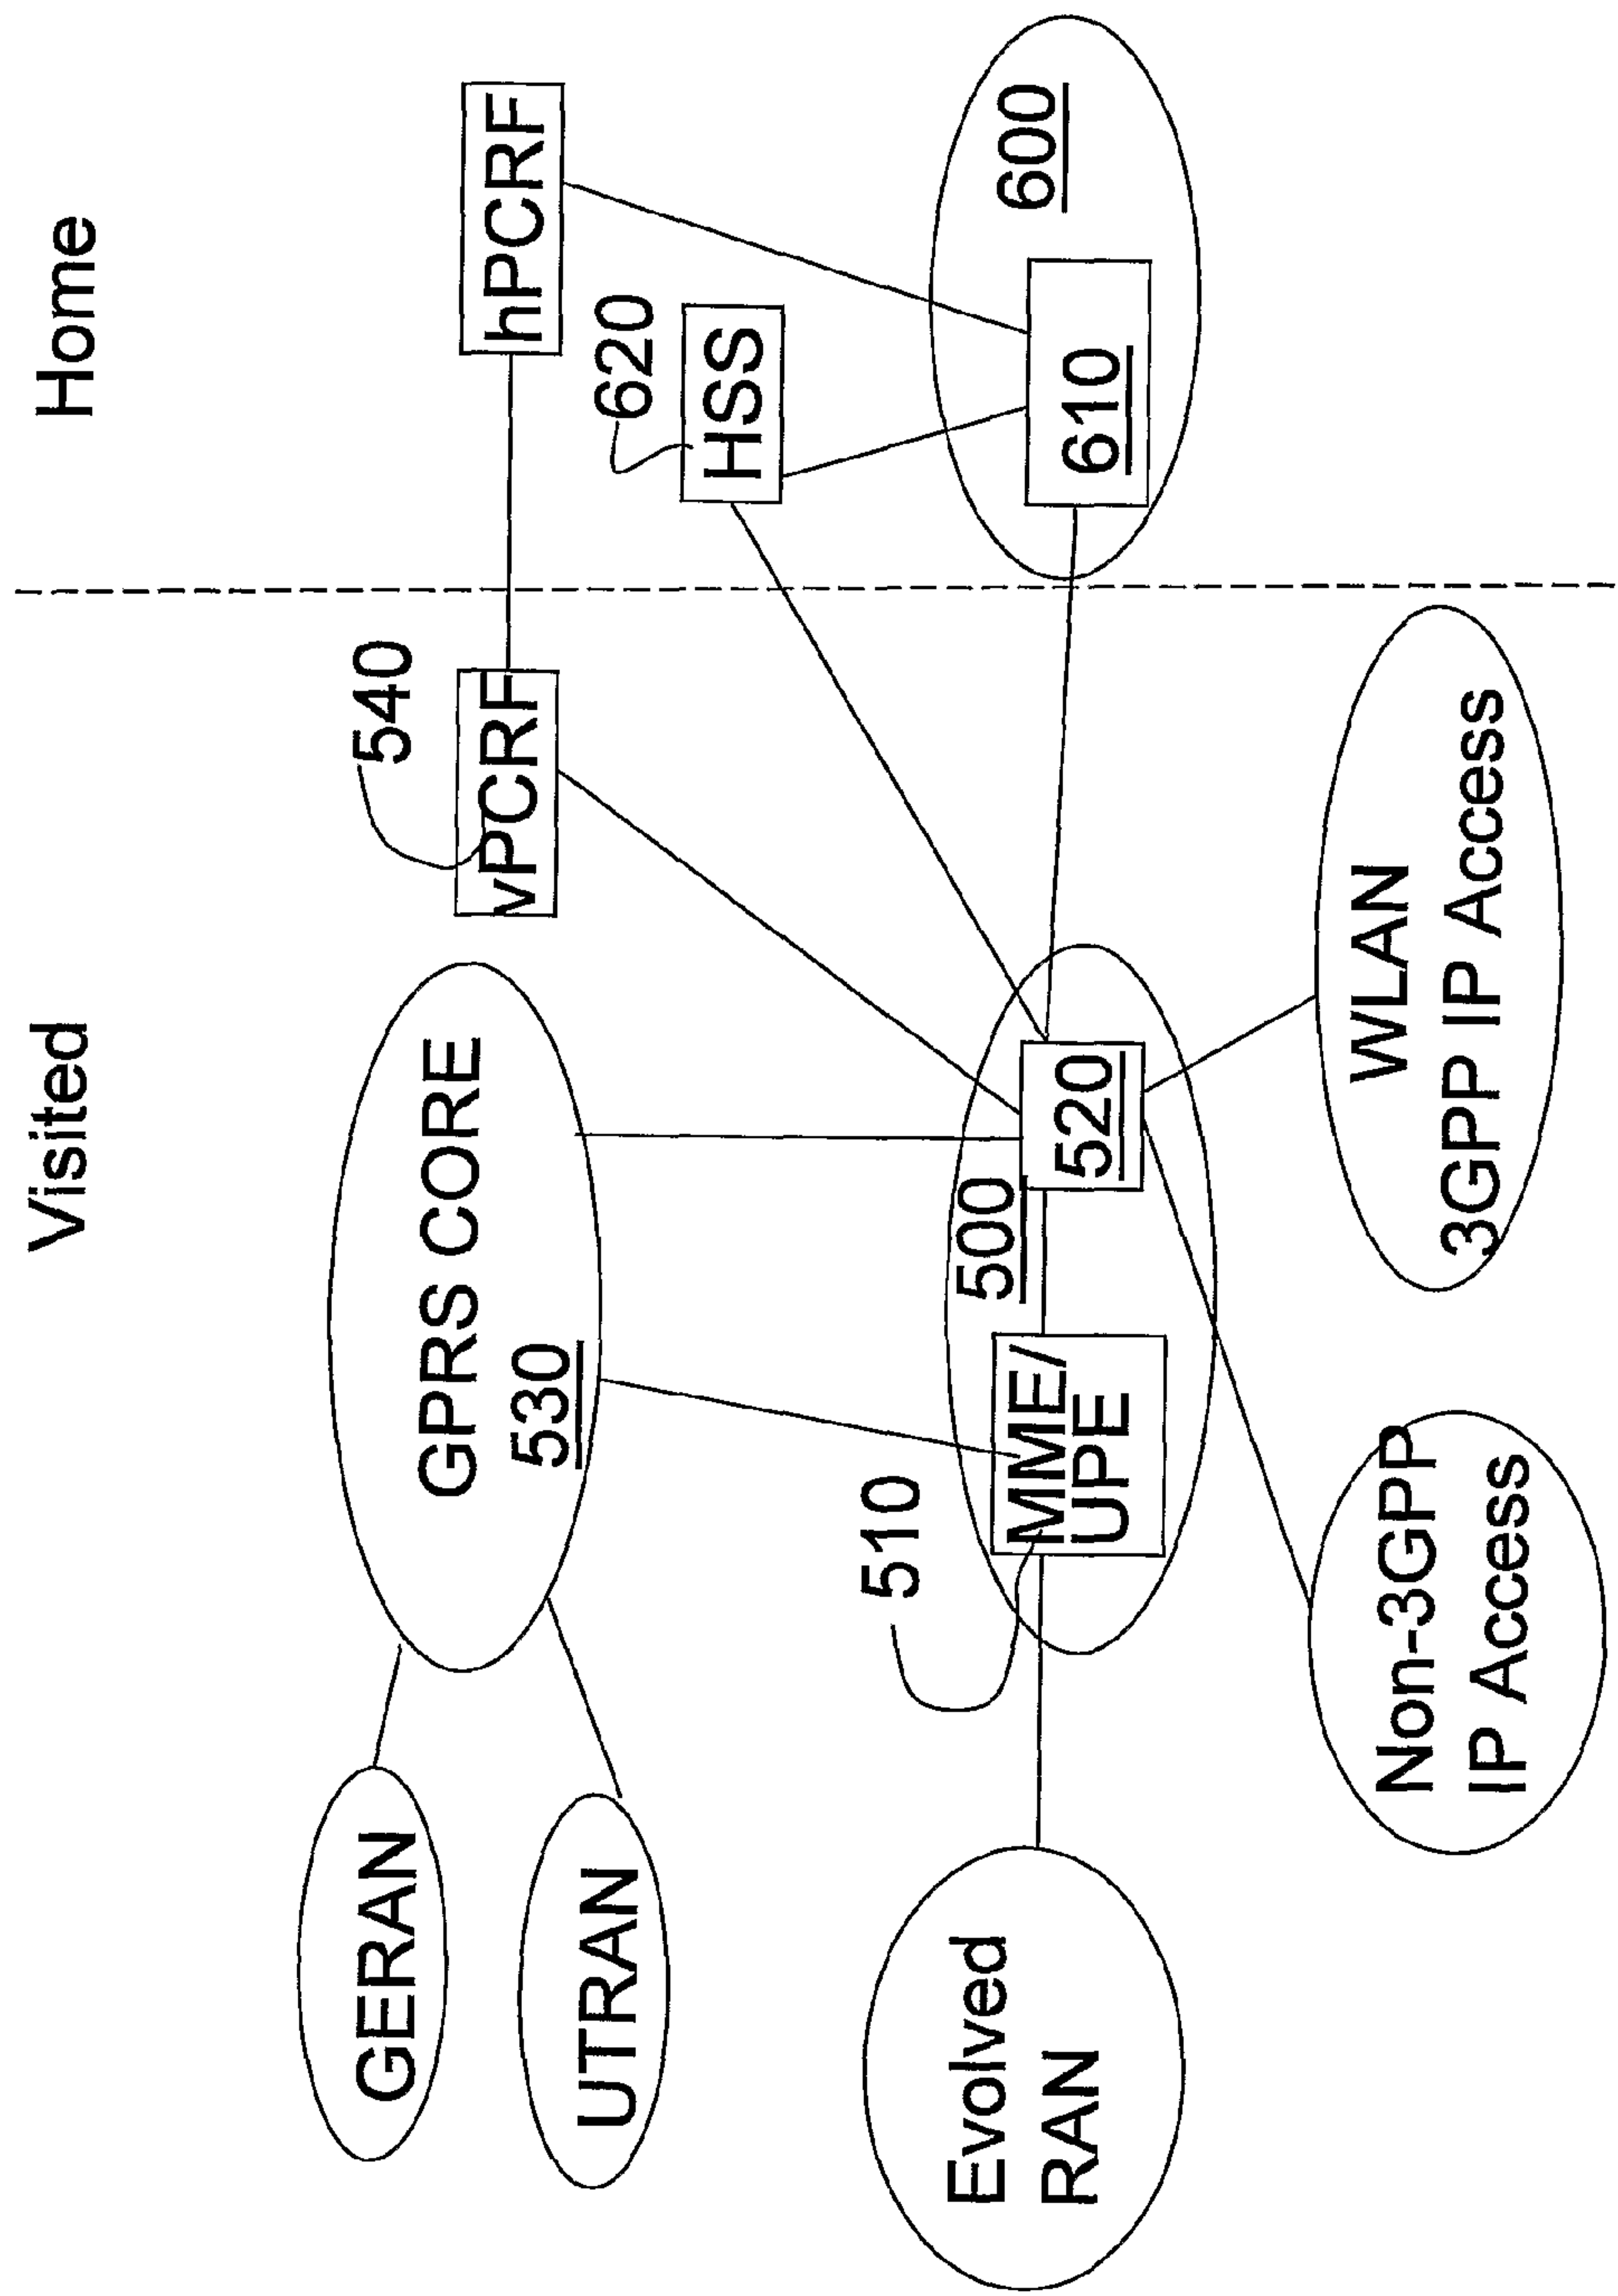 Visited
Home
GERAN
GPRS CORE
530
540
vPCRF
hPCRF
UTRAN
620
HSS
510
500
Evolved
RAN
MME/
UPE
520
610
600
Non-3GPP
IP Access
WLAN
3GPP IP Access